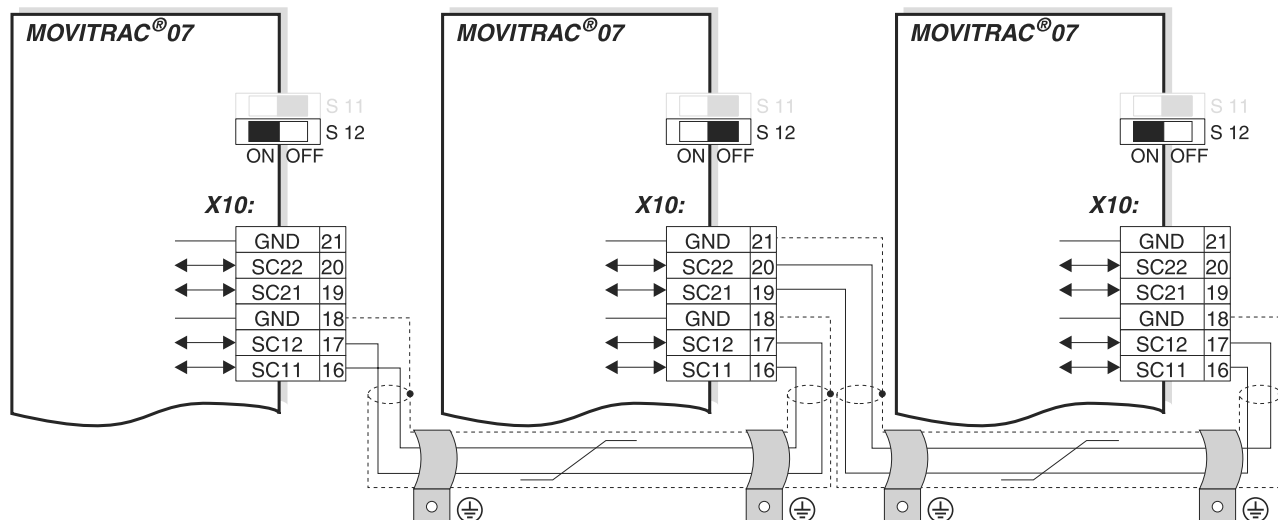 MOVITRAC®07
S 11
S 12
ON OFF
X10:
GND 21
SC22 20
SC21 19
GND 18
SC12 17
SC11 16
MOVITRAC®07
S 11
S 12
ON OFF
X10:
GND 21
SC22 20
SC21 19
GND 18
SC12 17
SC11 16
MOVITRAC®07
S 11
S 12
ON OFF
X10:
GND 21
SC22 20
SC21 19
GND 18
SC12 17
SC11 16